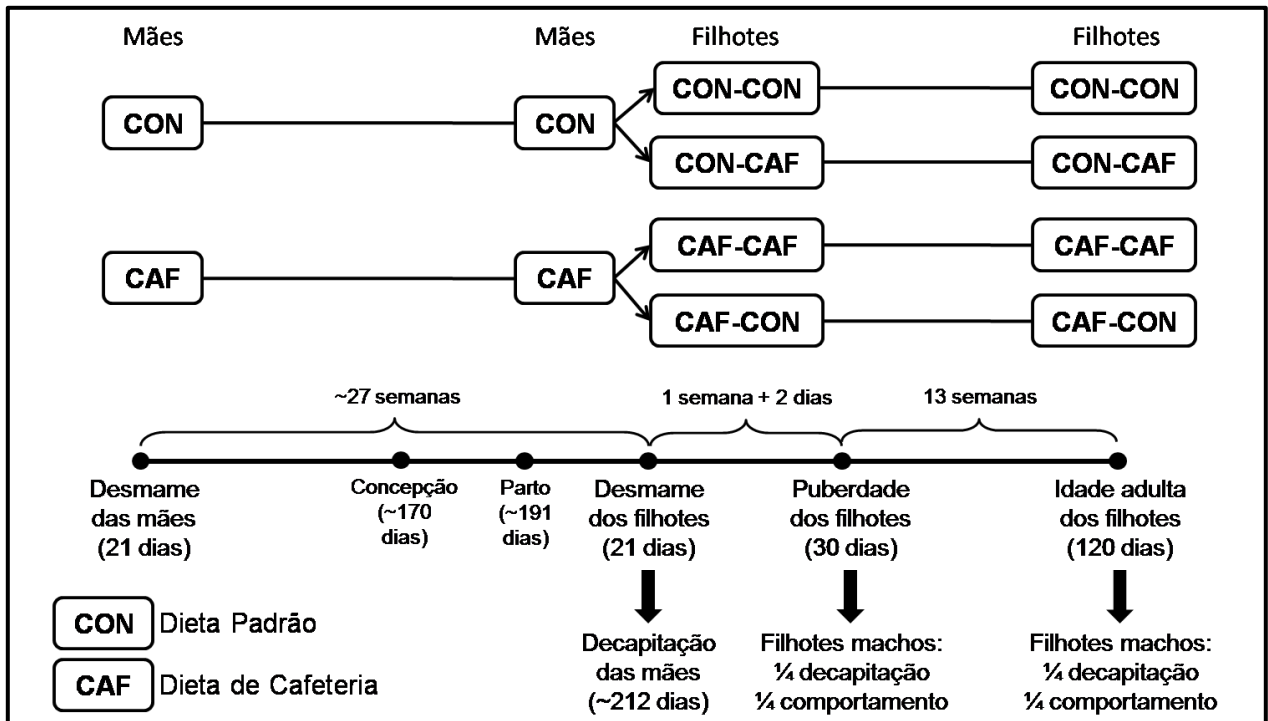 Mães Mães Filhotes Filhotes
CON CON CON-CON CON-CON
CON-CAF CON-CAF
CAF CAF CAF-CAF CAF-CAF
CAF-CON CAF-CON
~27 semanas 1 semana + 2 dias 13 semanas
Desmame
das mães
(21 dias)
Concepção
(~170
dias)
Parto
(~191
dias)
Desmame
dos filhotes
(21 dias)
Puberdade
dos filhotes
(30 dias)
Idade adulta
dos filhotes
(120 dias)
CON Dieta Padrão
CAF Dieta de Cafeteria
Decapitação
das mães
(~212 dias)
Filhotes machos:
¼ decapitação
¼ comportamento
Filhotes machos:
¼ decapitação
¼ comportamento